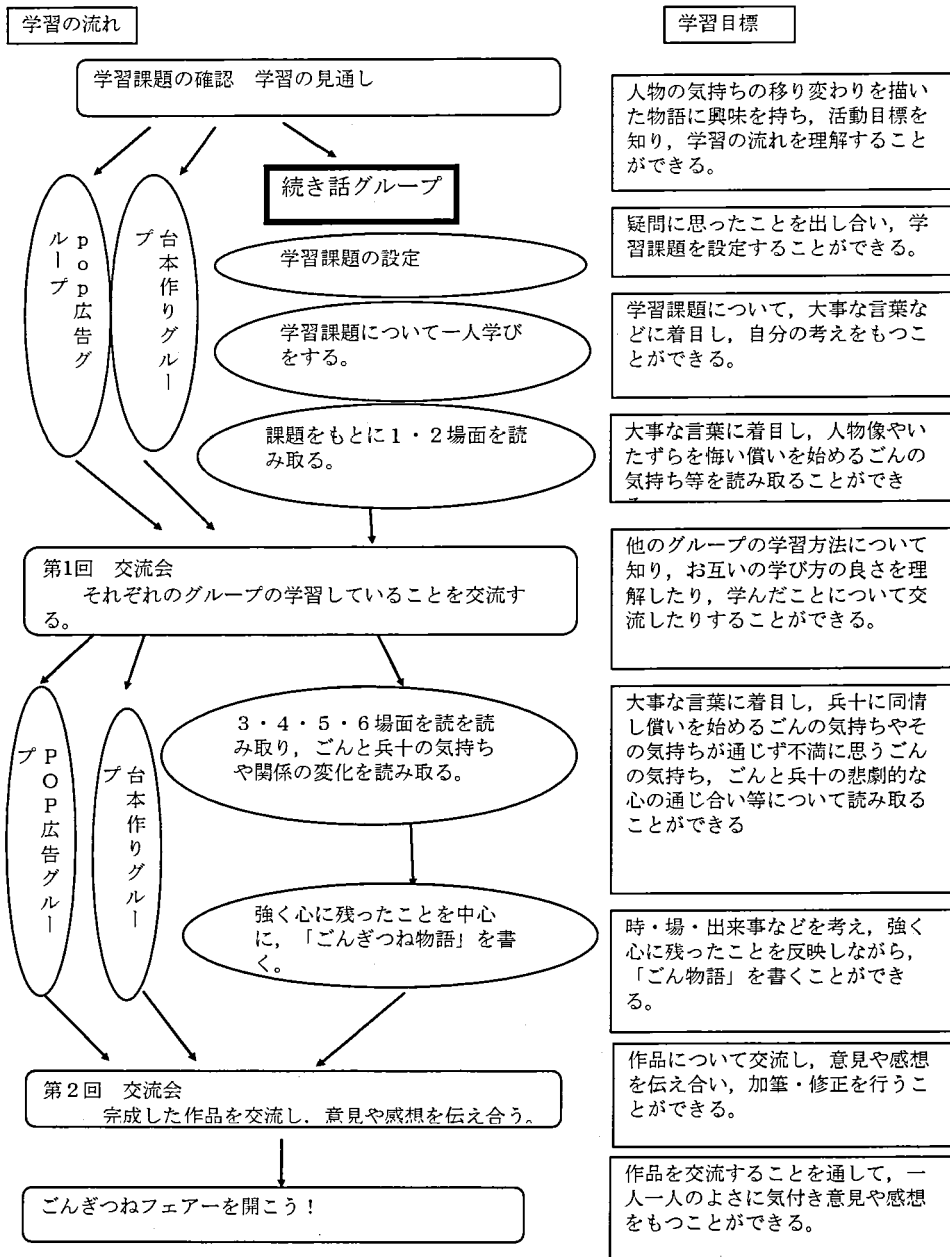 学習の流れ
学習目標
学習課題の確認　学習の見通し
人物の気持ちの移り変わりを描い
た物語に興味を持ち，活動目標を
知り，学習の流れを理解すること
ができる。
pop広告グ
ループ
台本作りグルー
プ
続き話グループ
学習課題の設定
疑問に思ったことを出し合い，学
習課題を設定することができる。
学習課題について一人学び
をする。
学習課題について，大事な言葉な
どに着目し，自分の考えをもつこ
とができる。
課題をもとに１・２場面を読
み取る。
大事な言葉に着目し，人物像やい
たずらを悔い償いを始めるごんの
気持ち等を読み取ることができ
第1回　交流会
それぞれのグループの学習していることを交流す
る。
他のグループの学習方法について
知り，お互いの学び方の良さを理
解したり，学んだことについて交
流したりすることができる。
ＰＯＰ広告グルー
プ
台本作りグルー
プ
３・４・５・６場面を読を読
み取り，ごんと兵十の気持ち
や関係の変化を読み取る。
大事な言葉に着目し，兵十に同情
し償いを始めるごんの気持ちやそ
の気持ちが通じず不満に思うごん
の気持ち，ごんと兵十の悲劇的な
心の通じ合い等について読み取る
ことができる
強く心に残ったことを中心
に，「ごんぎつね物語」を書
く。
時・場・出来事などを考え，強く
心に残ったことを反映しながら，
「ごん物語」を書くことができ
る。
第２回　交流会
完成した作品を交流し，意見や感想を伝え合う。
作品について交流し，意見や感想
を伝え合い，加筆・修正を行うこ
とができる。
ごんぎつねフェアーを開こう！
作品を交流することを通して，一
人一人のよさに気付き意見や感想
をもつことができる。